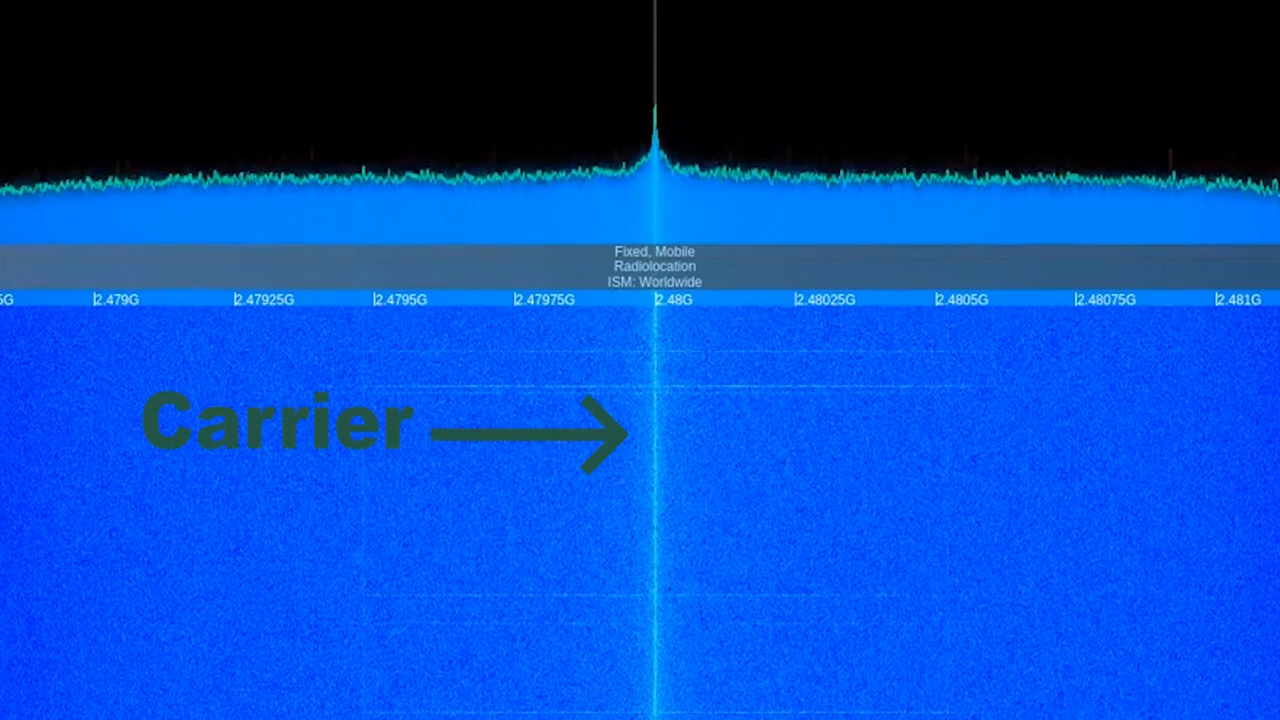 Fixed, Mobile
Radiolocation
ISM: Worldwide
5G 2.479G 2.47925G 2.4795G 2.47975G 2.48G 2.48025G 2.4805G 2.48075G 2.481G
Carrier